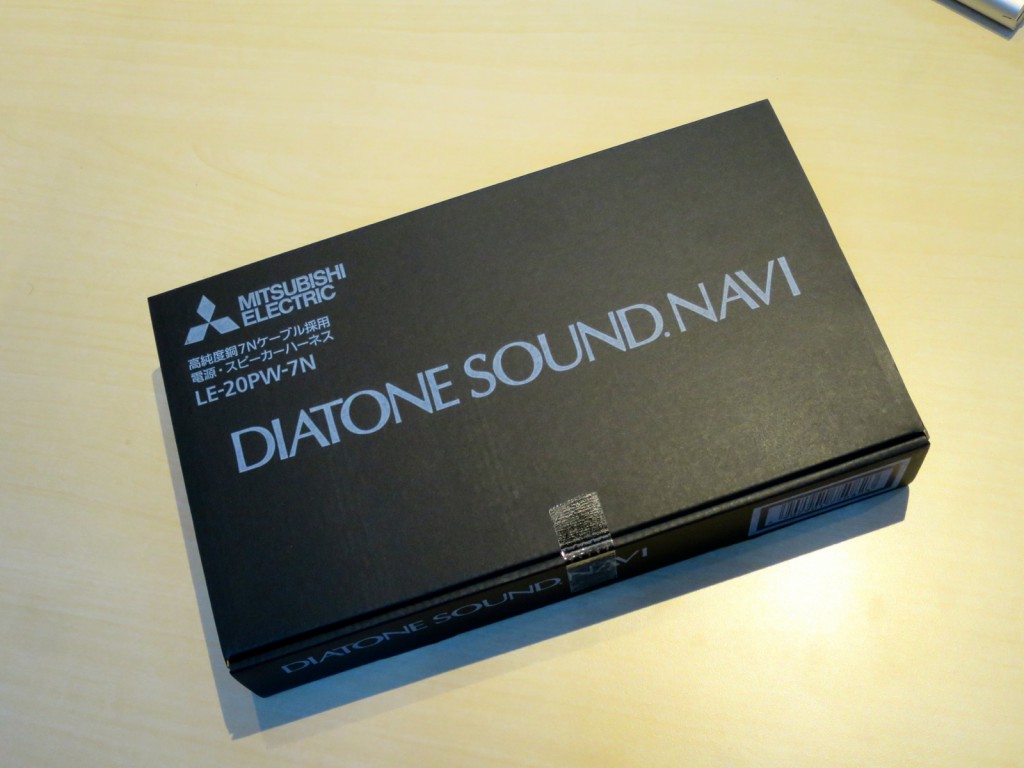 MITSUBISHI
ELECTRIC
高純度銅7Nケーブル採用
電源・スピーカーハーネス
LE-20PW-7N
DIATONE SOUND.NAVI
DIATONE SOUND.NAVI